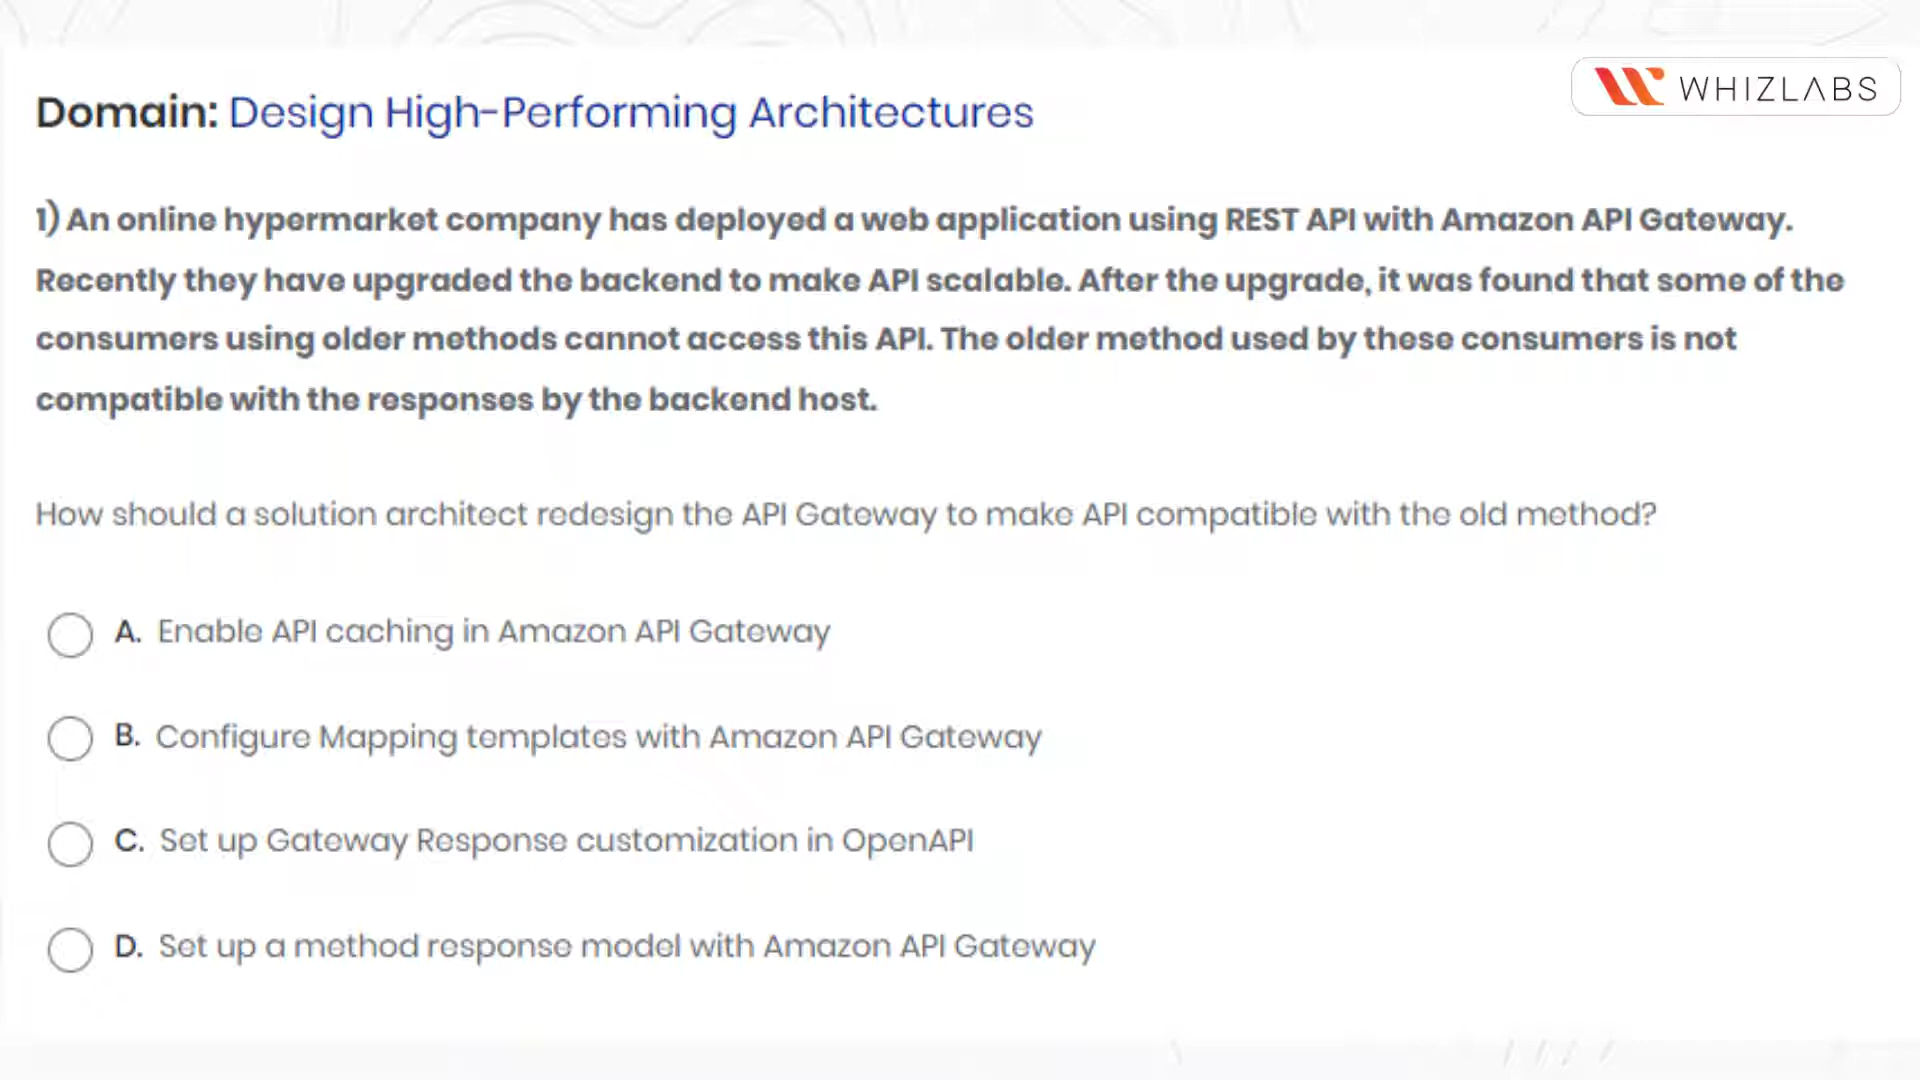 WHIZLABS
Domain: Design High-Performing Architectures
1) An online hypermarket company has deployed a web application using REST API with Amazon API Gateway.
Recently they have upgraded the backend to make API scalable. After the upgrade, it was found that some of the
consumers using older methods cannot access this API. The older method used by these consumers is not
compatible with the responses by the backend host.
How should a solution architect redesign the API Gateway to make API compatible with the old method?
A. Enable API caching in Amazon API Gateway
B. Configure Mapping templates with Amazon API Gateway
C. Set up Gateway Response customization in OpenAPI
D. Set up a method response model with Amazon API Gateway